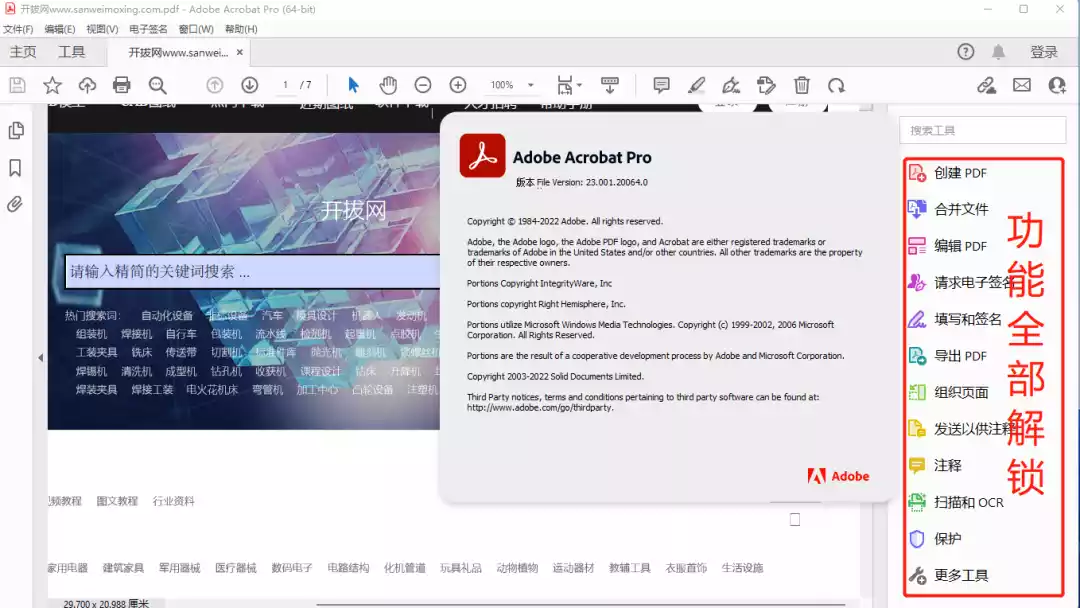 开拔网www.sanweimoxing.com.pdf - Adobe Acrobat Pro (64-bit)
文件(F) 编辑(E) 视图(V) 电子签名 窗口(W) 帮助(H)
主页 工具 开拔网www.sanwei... ×
登录
1 / 7 100%
搜索工具
开拔网
请输入精简的关键词搜索 ...
热门搜索词: 自动化设备 非标设备 汽车 模具设计 机器人 发动机
组装机 焊接机 自行车 包装机 流水线 检测机 起重机 点胶机
工装夹具 铣床 传送带 切割机 标准件库 抛光机 雕刻机
焊锡机 清洗机 成型机 钻孔机 收获机 课程设计 钻床 升降机
焊装夹具 焊接工装 电火花机床 弯管机 加工中心 凸轮设备 注塑机
Adobe Acrobat Pro
版本 File Version: 23.001.20064.0
Copyright © 1984-2022 Adobe. All rights reserved.
Adobe, the Adobe logo, the Adobe PDF logo, and Acrobat are either registered trademarks or
trademarks of Adobe in the United States and/or other countries. All other trademarks are the property
of their respective owners.
Portions Copyright IntegrityWare, Inc
Portions copyright Right Hemisphere, Inc.
Portions utilize Microsoft Windows Media Technologies. Copyright (c) 1999-2002, 2006 Microsoft
Corporation. All Rights Reserved.
Portions are the result of a cooperative development process by Adobe and Microsoft Corporation.
Copyright 2003-2022 Solid Documents Limited.
Third Party notices, terms and conditions pertaining to third party software can be found at:
http://www.adobe.com/go/thirdparty.
Adobe
创建 PDF
合并文件
编辑 PDF
请求电子签名
填写和签名
导出 PDF
组织页面
发送以供注释
注释
扫描和 OCR
保护
更多工具
功能全部解锁
视频教程 图文教程 行业资料
家用电器 建筑家具 军用器械 医疗器械 数码电子 电路结构 化机管道 玩具礼品 动物植物 运动器材 教辅工具 衣服首饰 生活设施
29.700 x 20.988 厘米